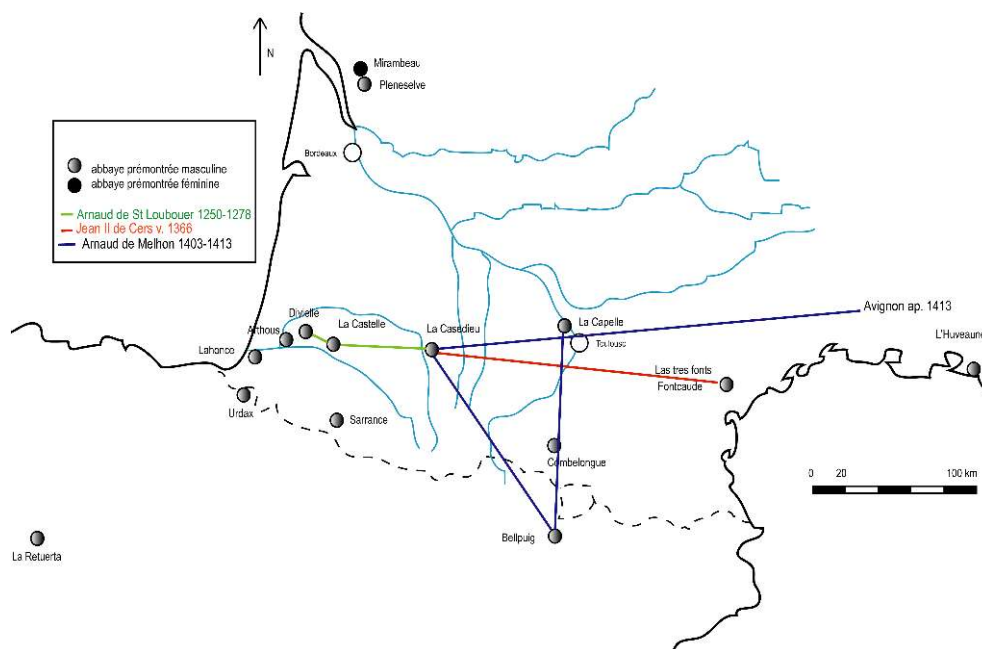 N
Mirambeau
Pleneselve
Bordeaux
abbaye prémontrée masculine
abbaye prémontrée féminine
Arnaud de St Loubouer 1250-1278
Jean II de Cers v. 1366
Arnaud de Melhon 1403-1413
Avignon ap. 1413
Divielle
La Castelle
La Casedieu
La Capelle
Arthous
Toulouse
L'Huveaune
Lahonce
Las tres fonts
Fontcaude
Urdax
Sarrance
Combelongue
0 20 100 km
Bellpuig
La Retuerta